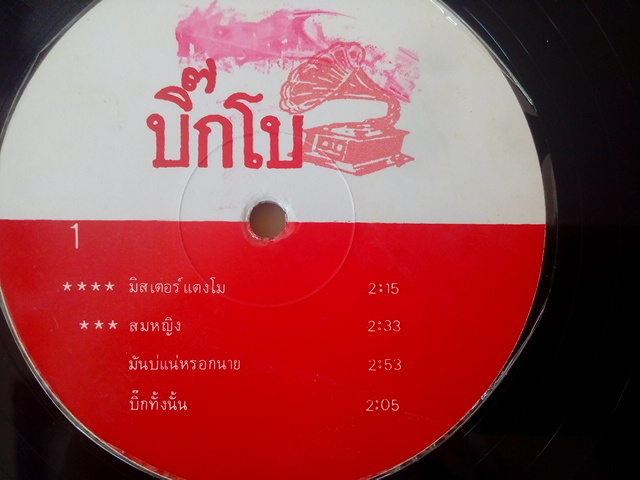 บิ๊กโบ
1
**** มิสเตอร์แตงโม 2:15
*** สมหญิง 2:33
มันบ่แน่หรอกนาย 2:53
บิ๊กทั้งนั้น 2:05